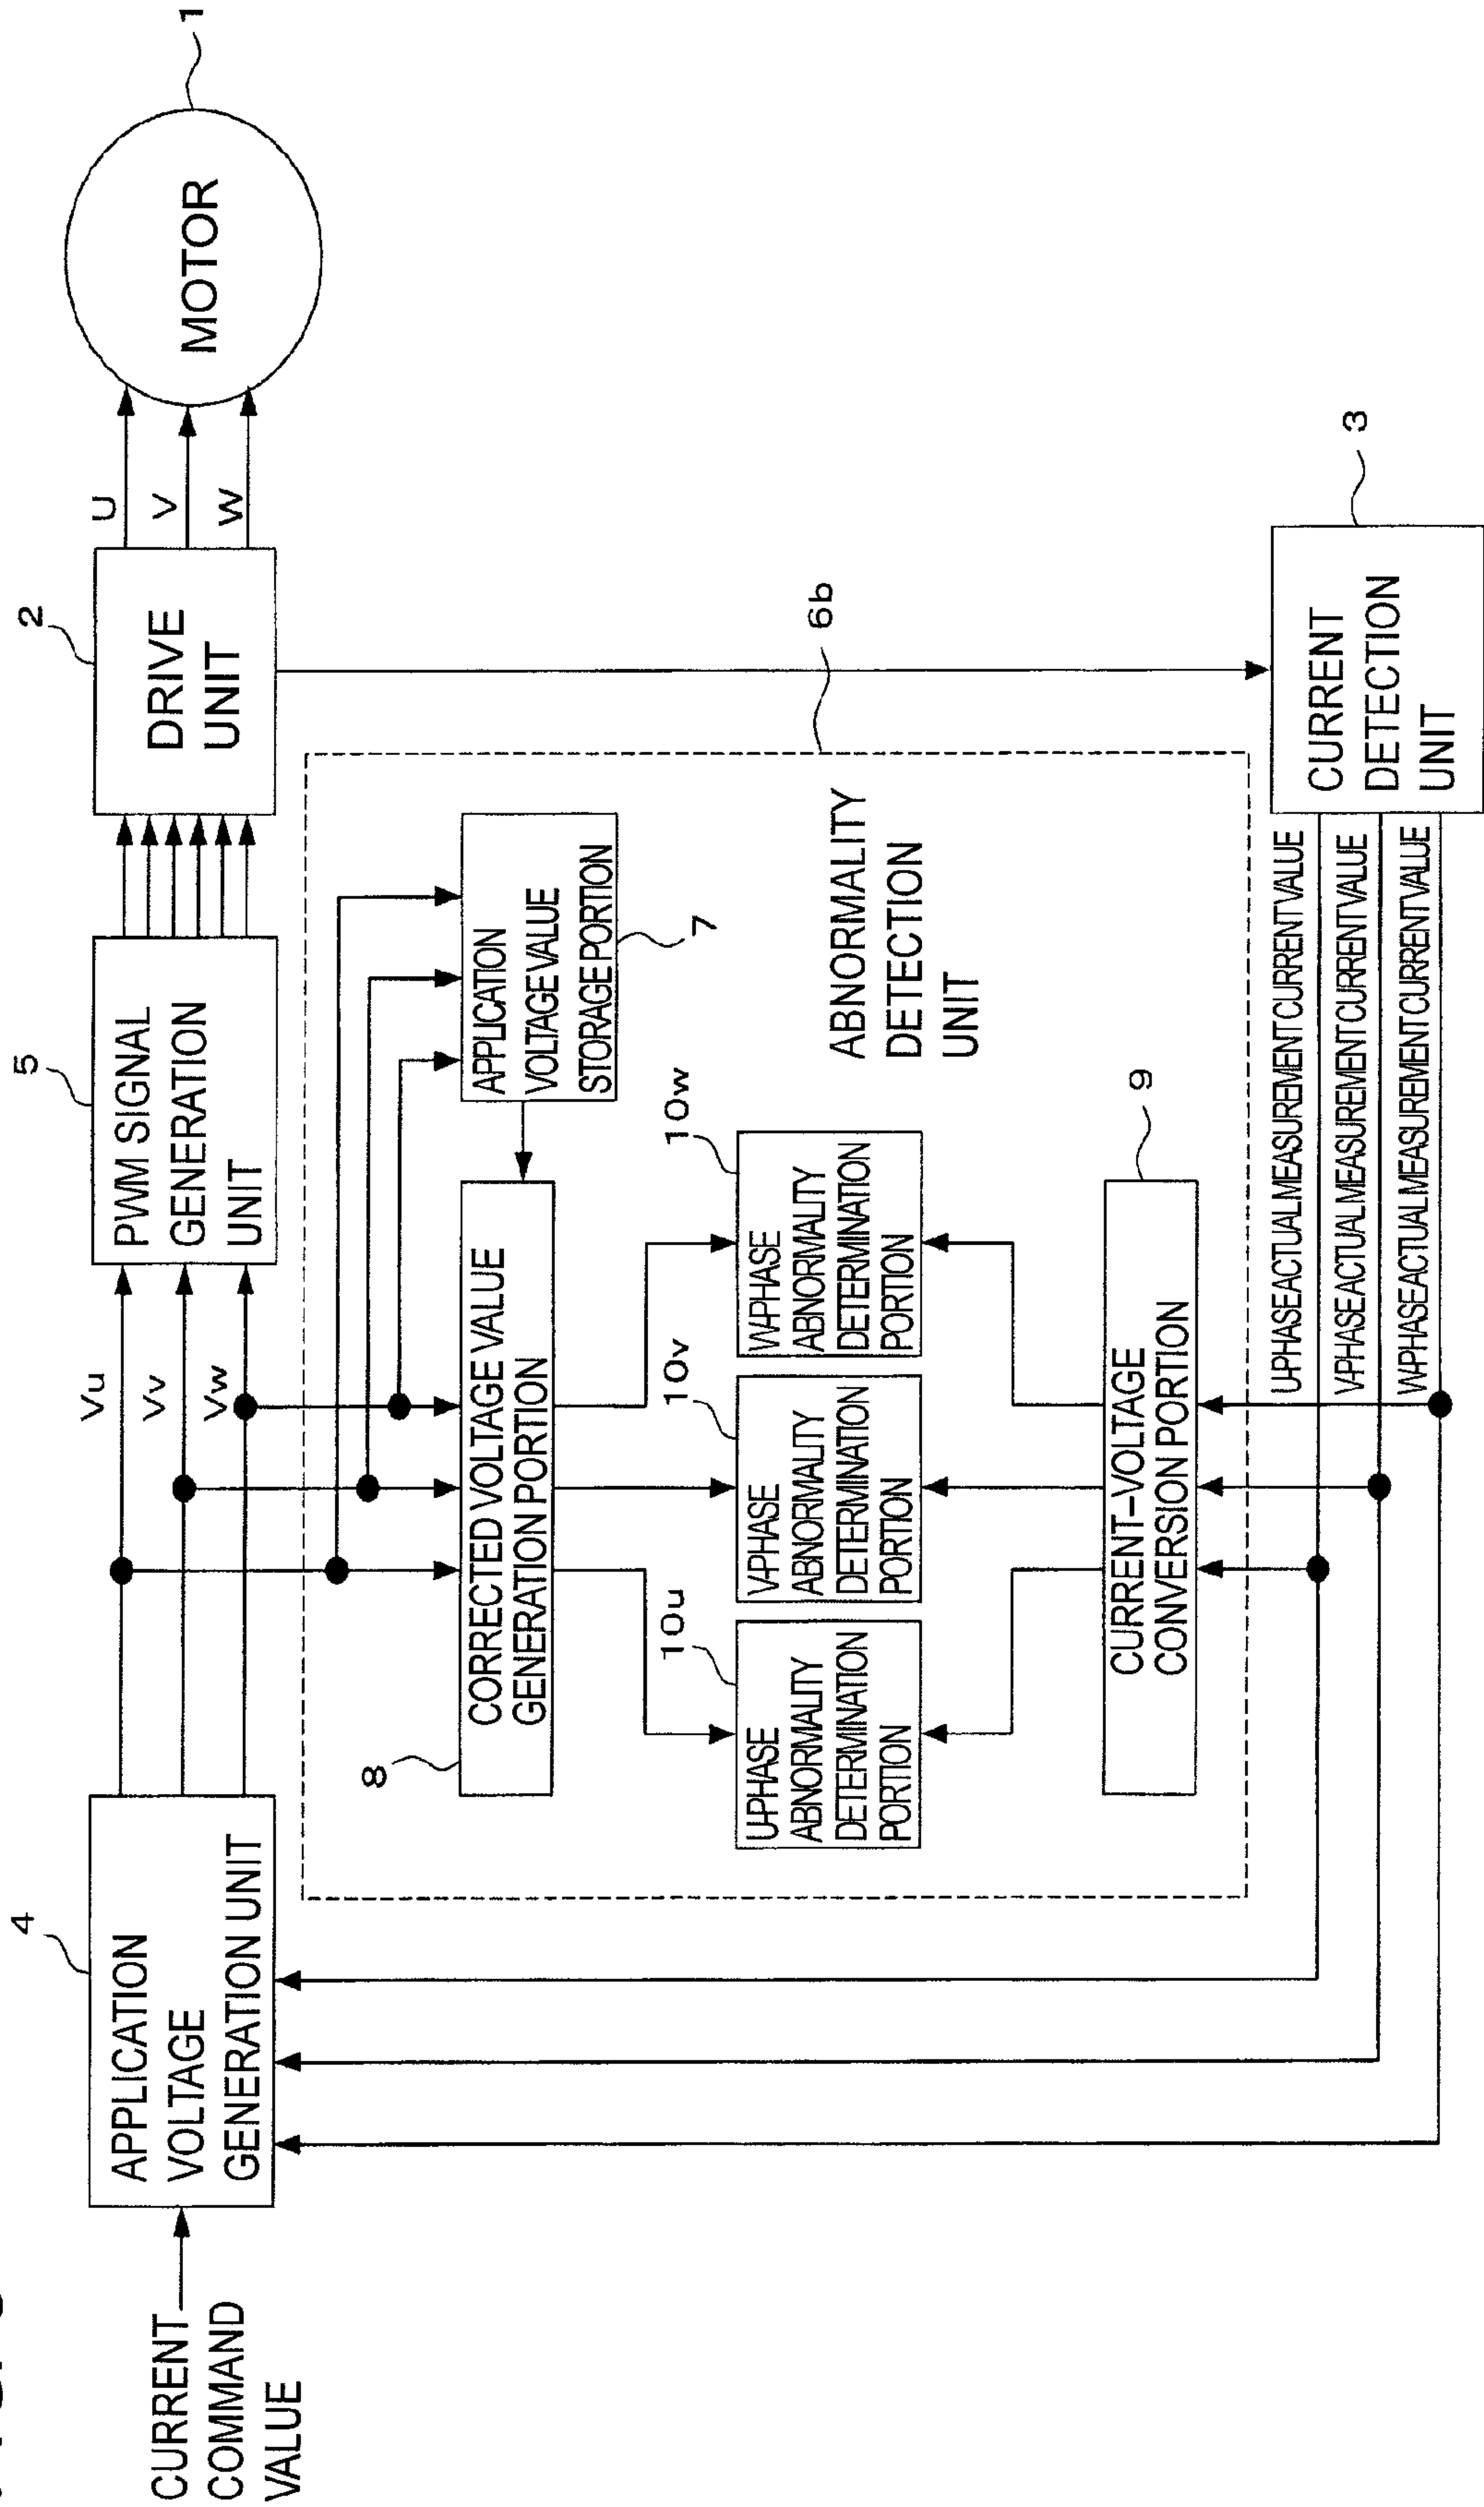 CURRENT
COMMAND
VALUE
4
APPLICATION
VOLTAGE
GENERATION UNIT
Vu
Vv
Vw
5
PWM SIGNAL
GENERATION
UNIT
2
DRIVE
UNIT
U
V
W
1
MOTOR
8
CORRECTED VOLTAGE VALUE
GENERATION PORTION
APPLICATION
VOLTAGE VALUE
STORAGE PORTION
7
6b
10u
U-PHASE
ABNORMALITY
DETERMINATION
PORTION
10v
V-PHASE
ABNORMALITY
DETERMINATION
PORTION
10w
W-PHASE
ABNORMALITY
DETERMINATION
PORTION
ABNORMALITY
DETECTION
UNIT
9
CURRENT-VOLTAGE
CONVERSION PORTION
U-PHASE ACTUAL MEASUREMENT CURRENT VALUE
V-PHASE ACTUAL MEASUREMENT CURRENT VALUE
W-PHASE ACTUAL MEASUREMENT CURRENT VALUE
3
CURRENT
DETECTION
UNIT